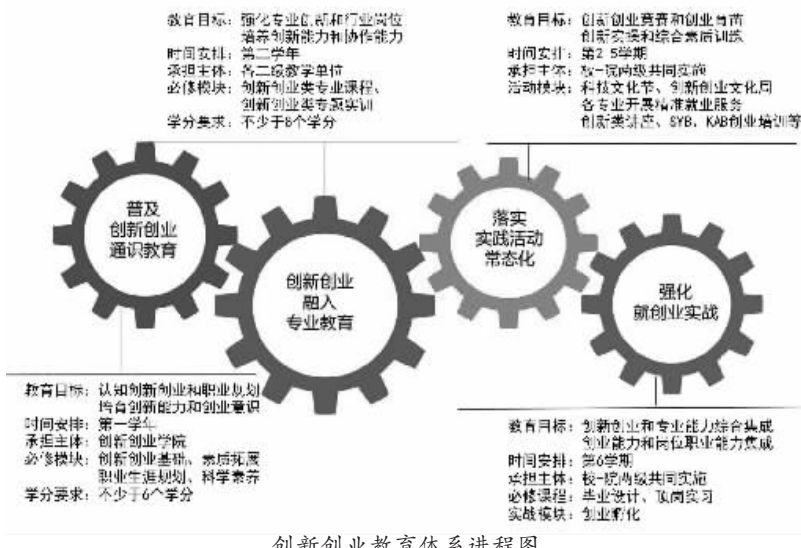 教育目标：强化专业创新和行业岗位
培养创新能力和协作能力
时间安排：第二学年
承担主体：各二级教学单位
必修模块：创新创业类专业课程、
创新创业类专题实训
学分要求：不少于8个学分
教育目标：创新创业竞赛和创业育苗
创新实操和综合素质训练
时间安排：第2-5学期
承担主体：校-院两级共同实施
活动模块：科技文化节、创新创业文化周
各专业开展精准就业服务
创新类讲座、SYB、KAB创业培训等
普及
创新创业
通识教育
创新创业
融入
专业教育
落实
实践活动
常态化
强化
就创业实战
教育目标：认知创新创业和职业规划
培育创新能力和创业意识
时间安排：第一学年
承担主体：创新创业学院
必修模块：创新创业基础、素质拓展
职业生涯规划、科学素养
学分要求：不少于6个学分
教育目标：创新创业和专业能力综合集成
创业能力和岗位职业能力集成
时间安排：第6学期
承担主体：校-院两级共同实施
必修课程：毕业设计、顶岗实习
实战模块：创业孵化
创新创业教育体系进程图